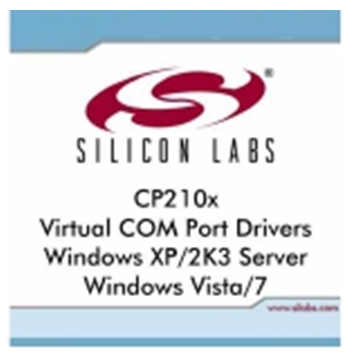 SILICON LABS
CP210x
Virtual COM Port Drivers
Windows XP/2K3 Server
Windows Vista/7
www.silabs.com